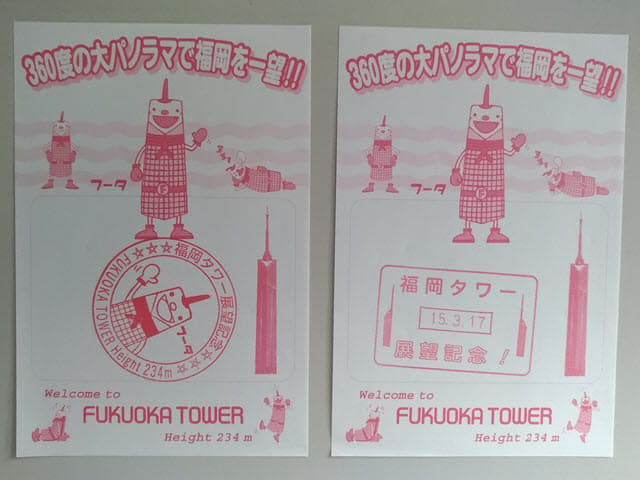 360度の大パノラマで福岡を一望!!!
フータ
☆☆☆福岡タワー展望記念☆☆☆
FUKUOKA TOWER Height 234m
フータ
Welcome to
FUKUOKA TOWER
Height 234 m
360度の大パノラマで福岡を一望!!!
フータ
福岡タワー
15.3.17
展望記念!
Welcome to
FUKUOKA TOWER
Height 234 m